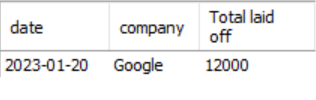 date company Total laid off
2023-01-20 Google 12000